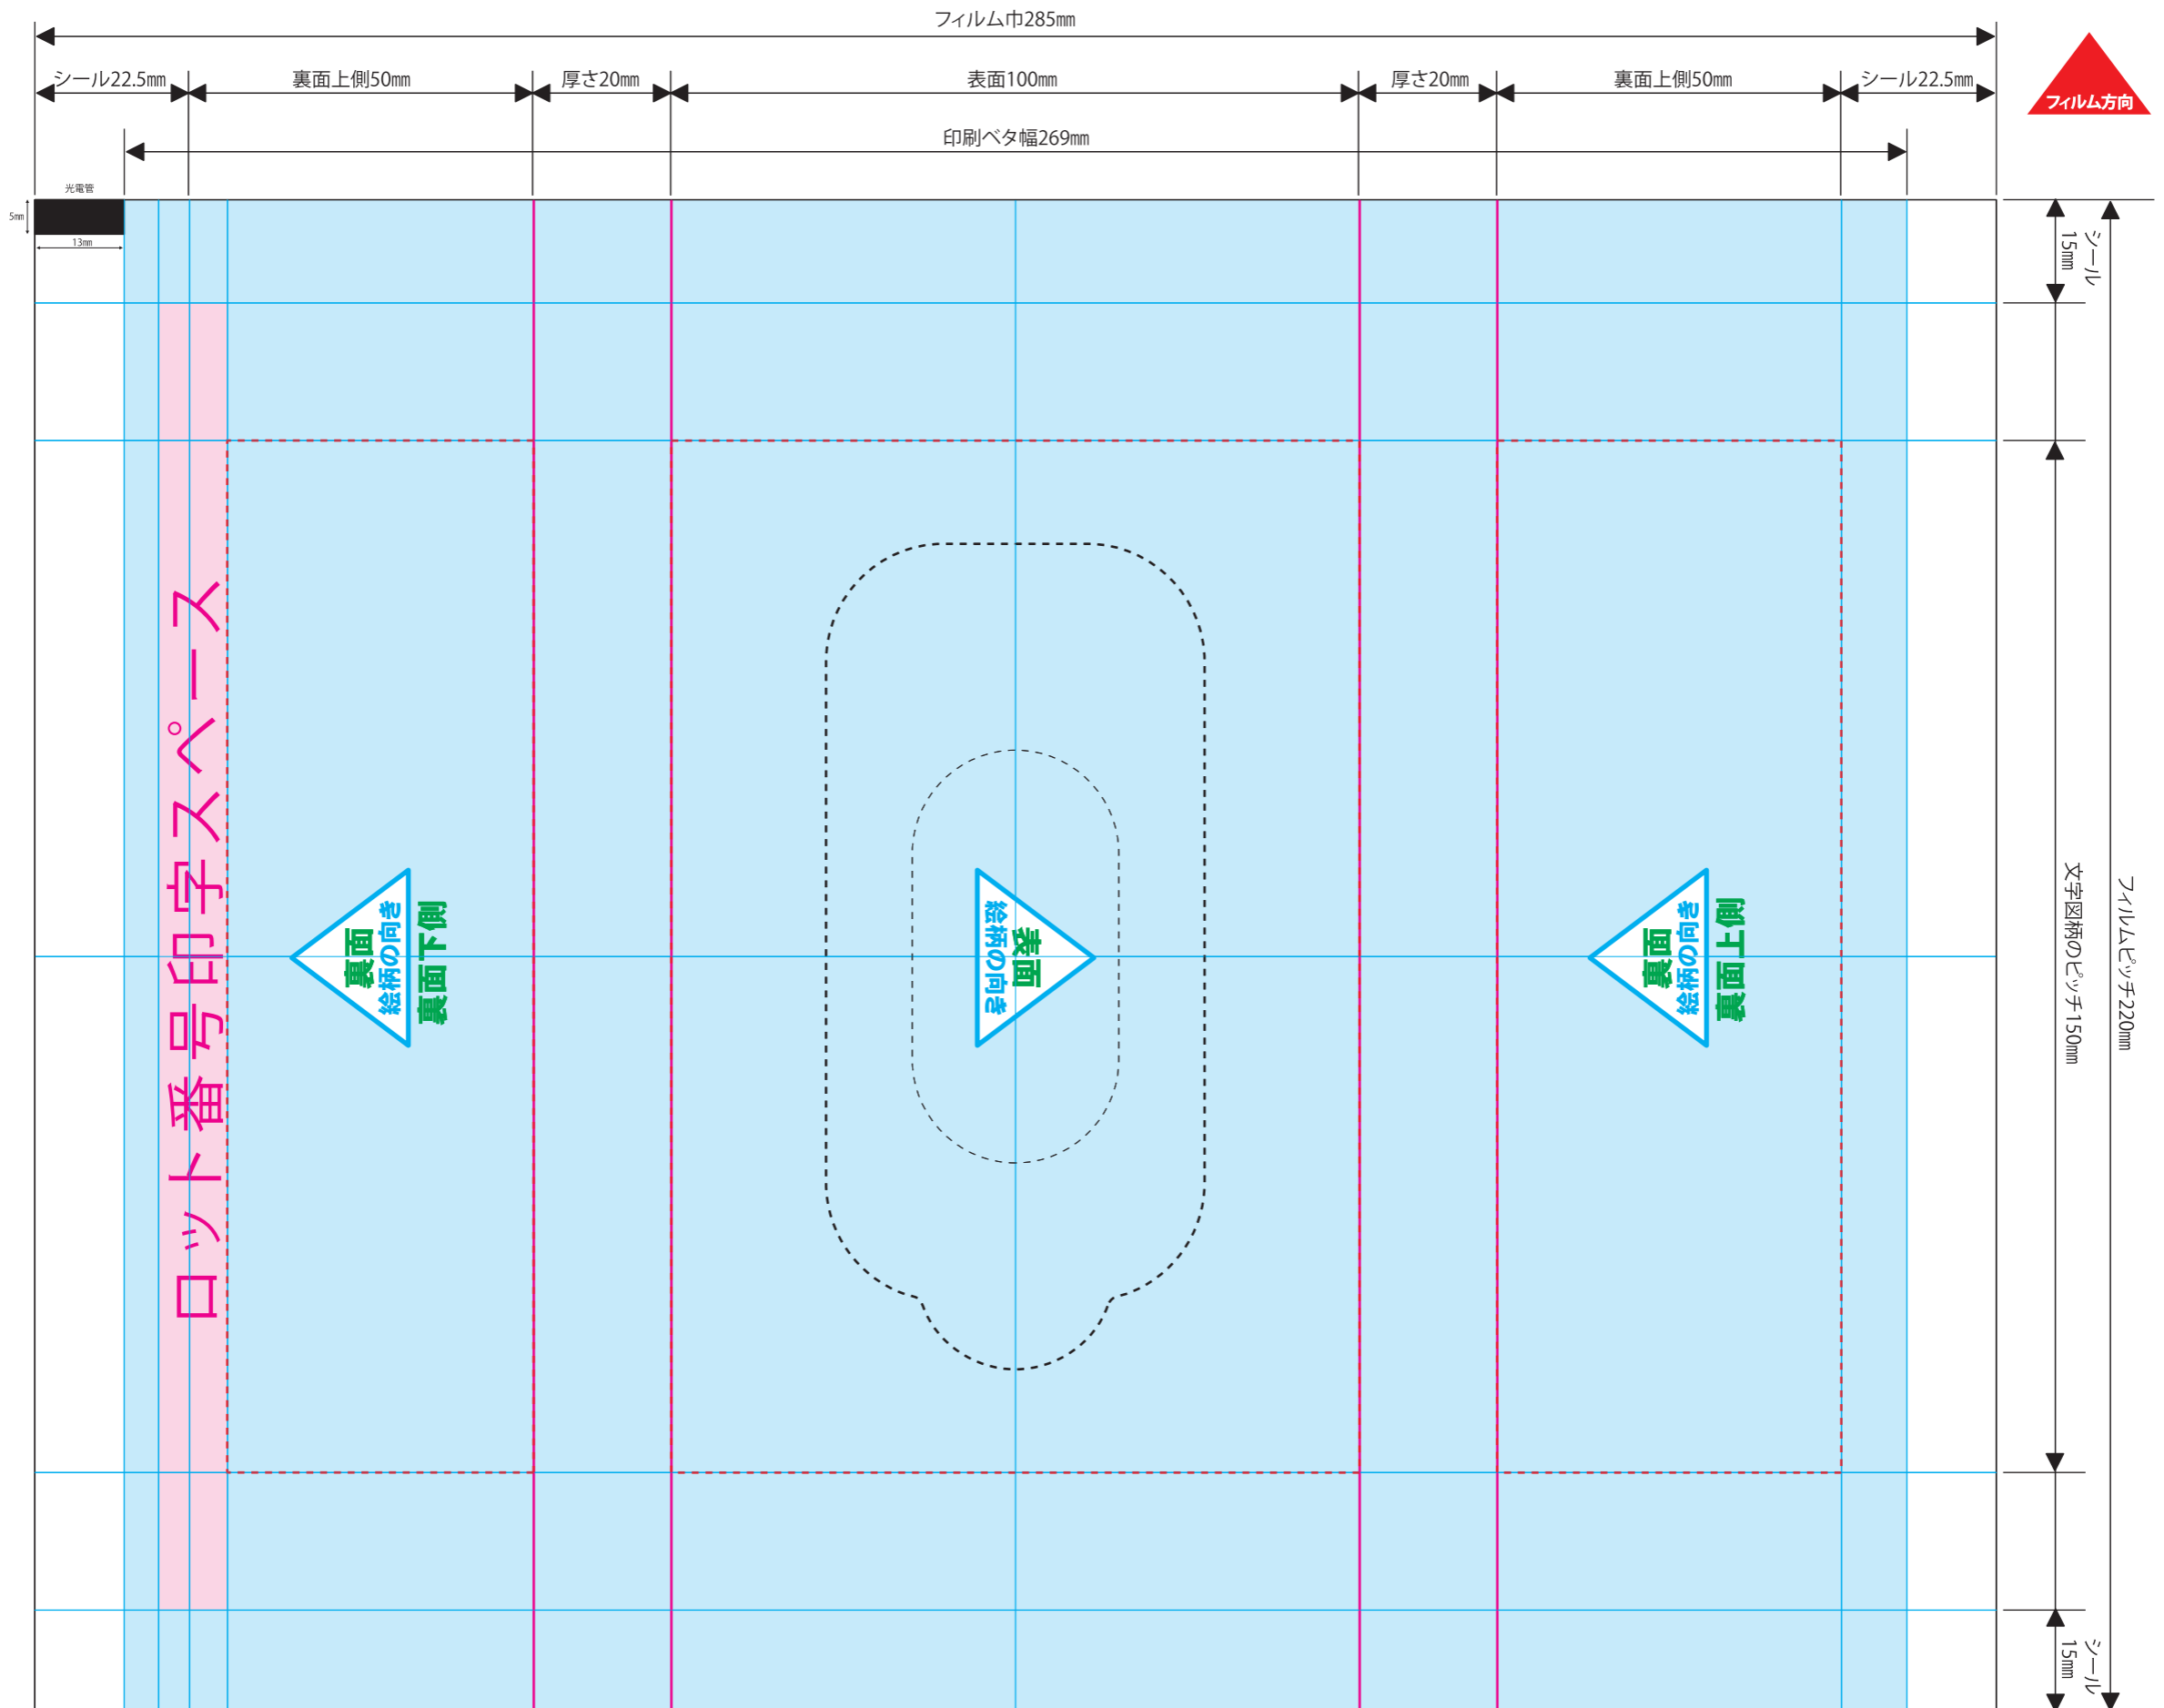 フィルム巾285㎜
シール22.5㎜
裏面上側50㎜
厚さ20㎜
表面100㎜
厚さ20㎜
裏面上側50㎜
シール22.5㎜
フィルム方向
印刷ベタ幅269㎜
光電管
5㎜
13㎜
シール
15㎜
ロット番号印字スペース
裏面
絵柄の向き
裏面下側
表面
絵柄の向き
裏面
絵柄の向き
裏面上側
文字図柄のピッチ150㎜
フィルムピッチ220㎜
シール
15㎜